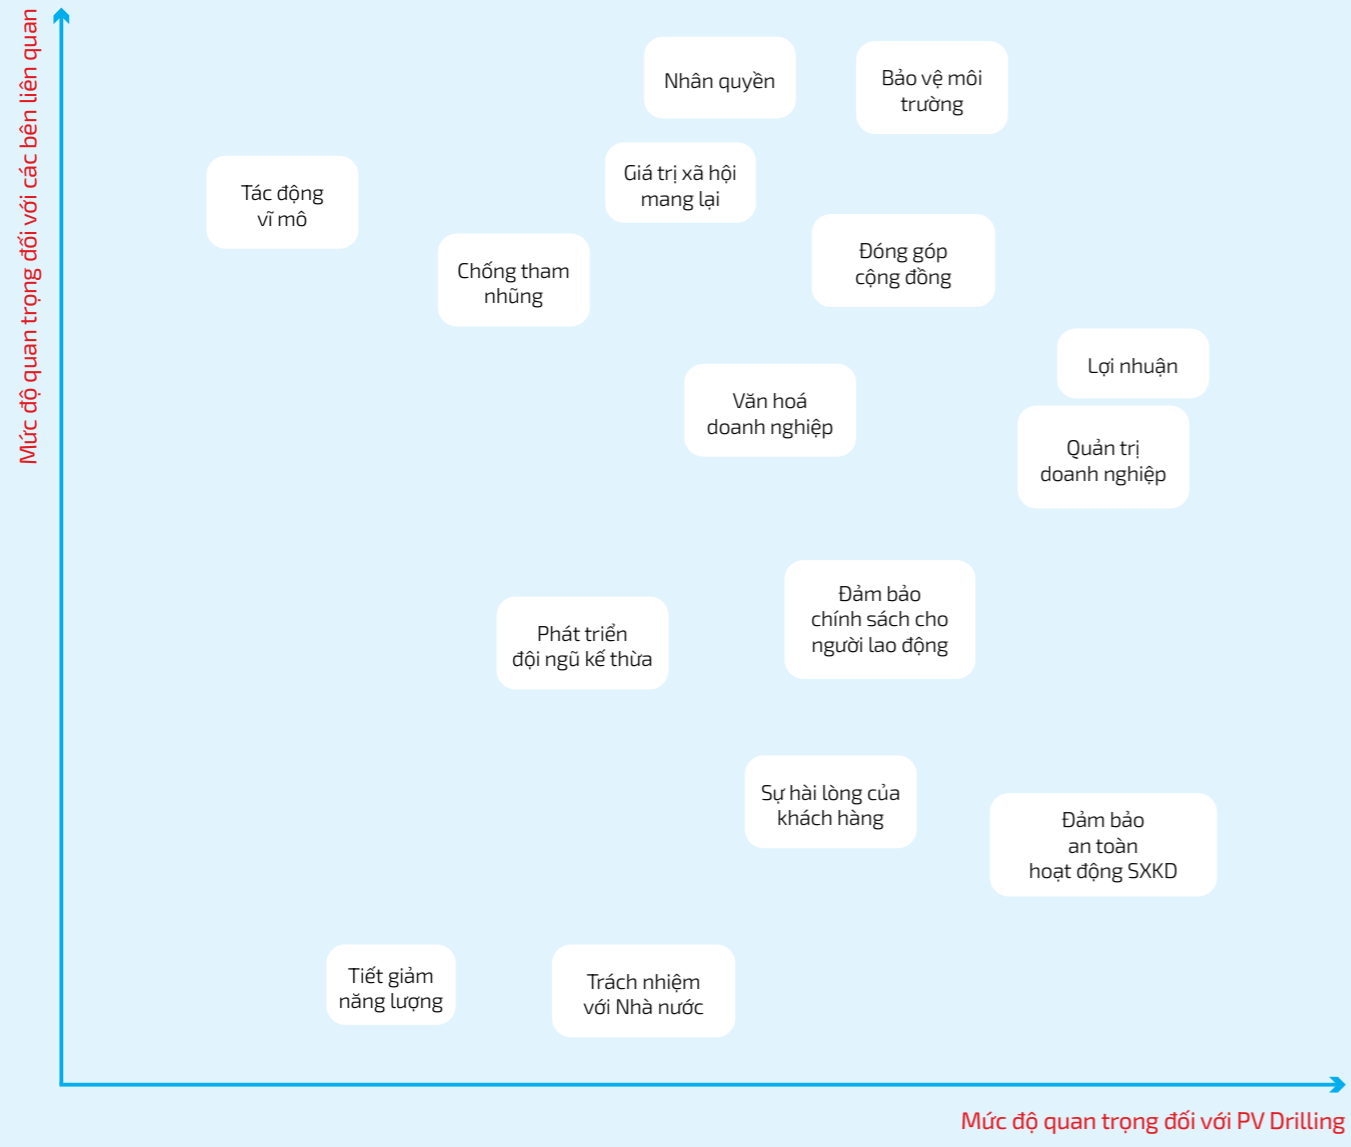 Mức độ quan trọng đối với các bên liên quan
Nhân quyền
Bảo vệ môi
trường
Giá trị xã hội
mang lại
Tác động
vĩ mô
Đóng góp
cộng đồng
Chống tham
nhũng
Lợi nhuận
Văn hoá
doanh nghiệp
Quản trị
doanh nghiệp
Đảm bảo
chính sách cho
người lao động
Phát triển
đội ngũ kế thừa
Sự hài lòng của
khách hàng
Đảm bảo
an toàn
hoạt động SXKD
Tiết giảm
năng lượng
Trách nhiệm
với Nhà nước
Mức độ quan trọng đối với PV Drilling